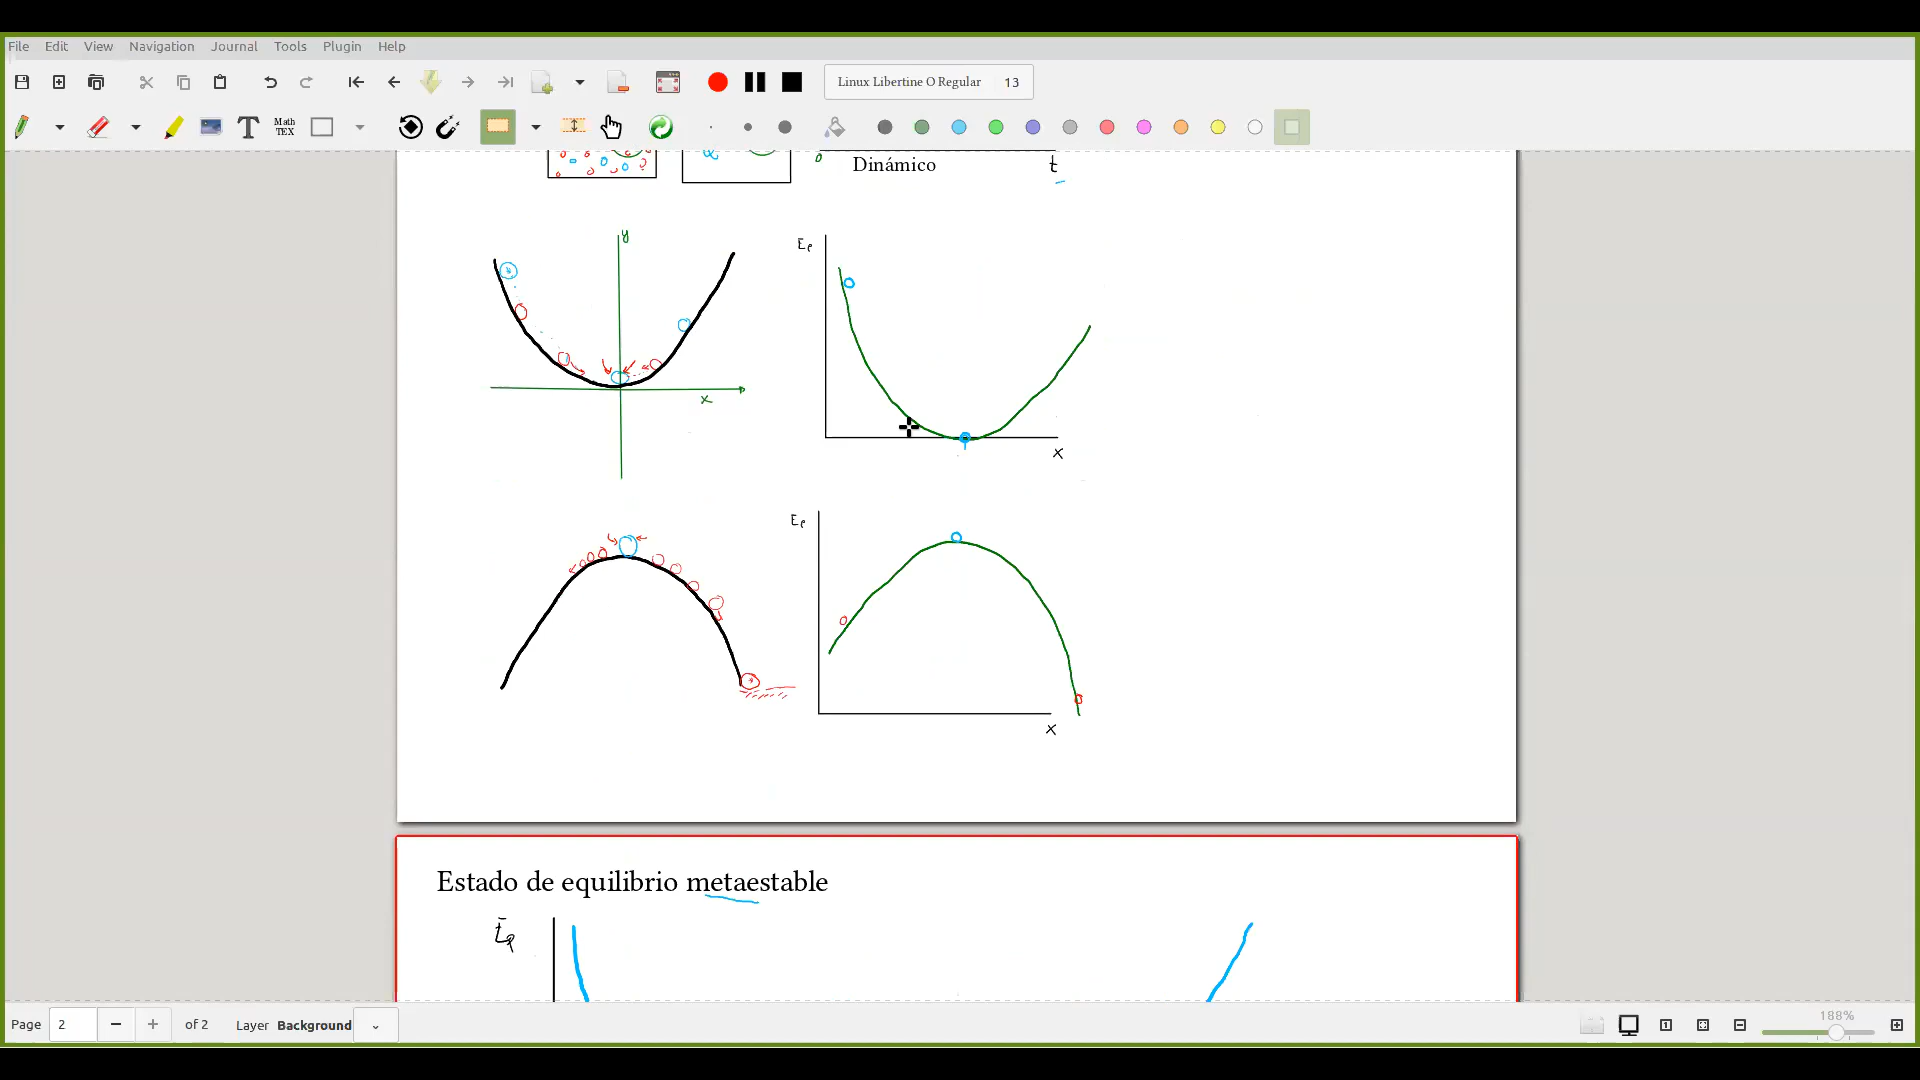 File Edit View Navigation Journal Tools Plugin Help
Linux Libertine O Regular 13
T Math TEX
Dinámico t
y
x
Eₚ
x
Eₚ
x
Estado de equilibrio metaestable
Eₚ
Page 2 of 2 Layer Background
188%